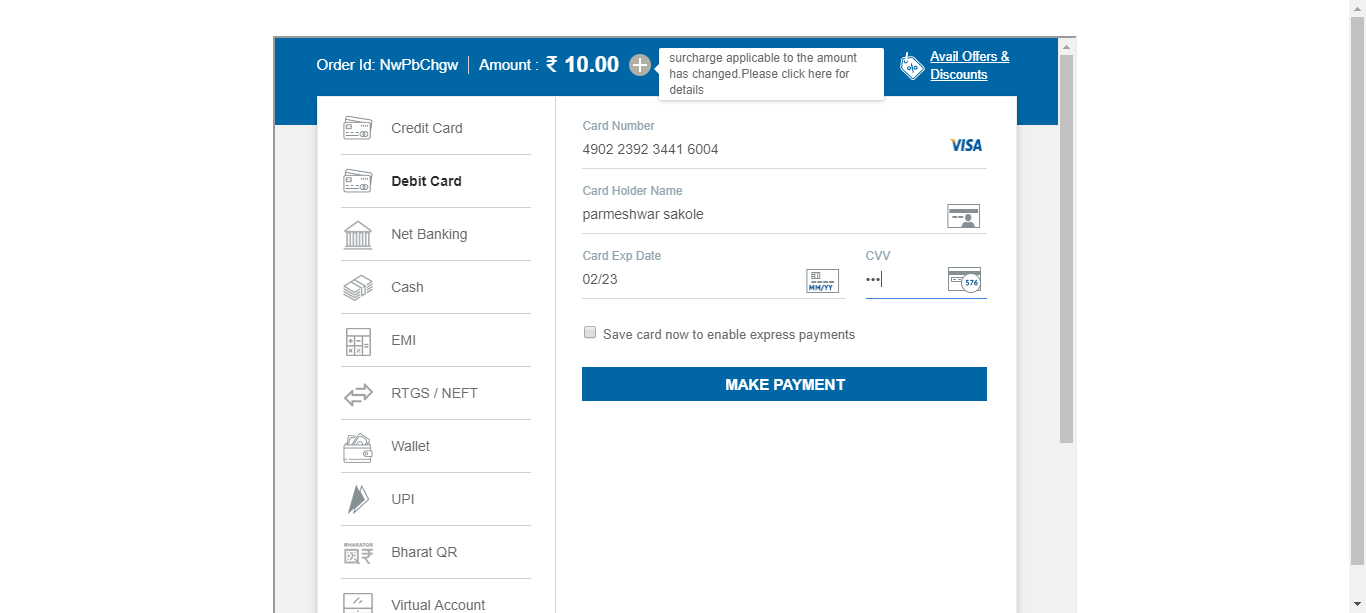 Order Id: NwPbChgw | Amount : ₹ 10.00
surcharge applicable to the amount
has changed.Please click here for
details
%
Avail Offers &
Discounts
Credit Card
Debit Card
Net Banking
Cash
EMI
RTGS / NEFT
Wallet
UPI
BHARATQR
Bharat QR
Virtual Account
Card Number
4902 2392 3441 6004
VISA
Card Holder Name
parmeshwar sakole
Card Exp Date
02/23
MM/YY
CVV
•••
576
Save card now to enable express payments
MAKE PAYMENT